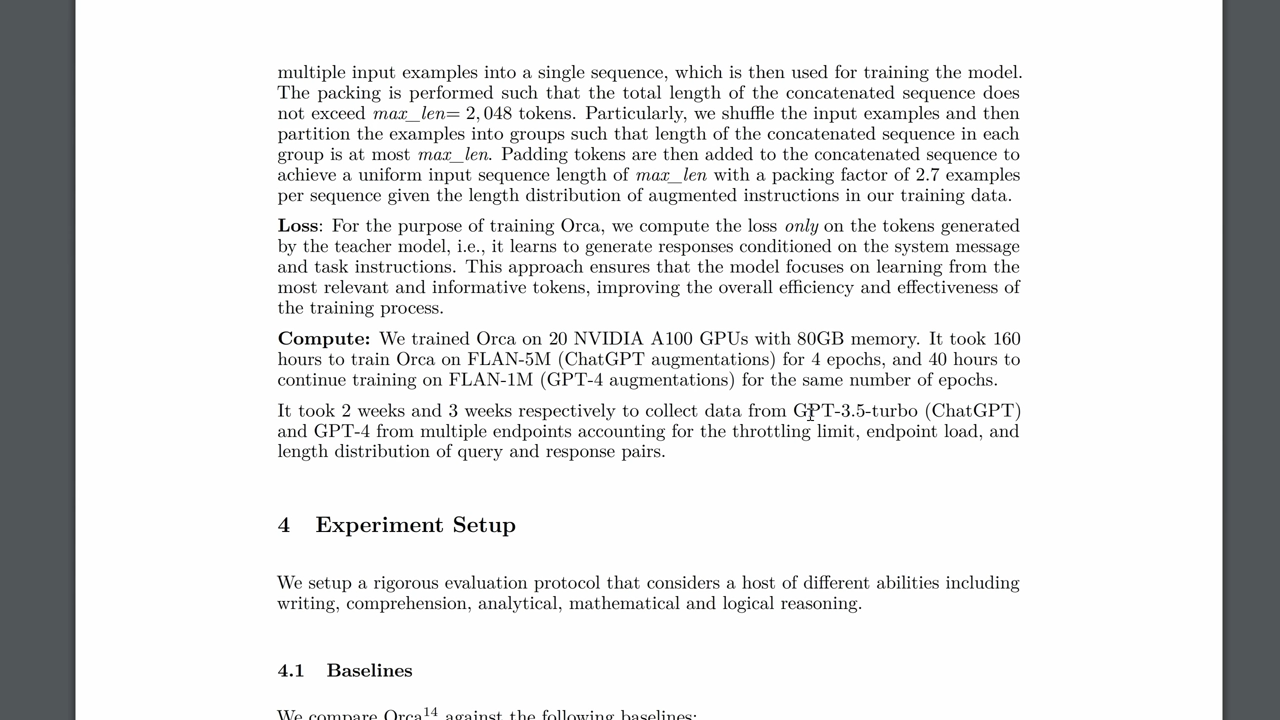 multiple input examples into a single sequence, which is then used for training the model.
The packing is performed such that the total length of the concatenated sequence does
not exceed max_len= 2, 048 tokens. Particularly, we shuffle the input examples and then
partition the examples into groups such that length of the concatenated sequence in each
group is at most max_len. Padding tokens are then added to the concatenated sequence to
achieve a uniform input sequence length of max_len with a packing factor of 2.7 examples
per sequence given the length distribution of augmented instructions in our training data.
Loss: For the purpose of training Orca, we compute the loss only on the tokens generated
by the teacher model, i.e., it learns to generate responses conditioned on the system message
and task instructions. This approach ensures that the model focuses on learning from the
most relevant and informative tokens, improving the overall efficiency and effectiveness of
the training process.
Compute: We trained Orca on 20 NVIDIA A100 GPUs with 80GB memory. It took 160
hours to train Orca on FLAN-5M (ChatGPT augmentations) for 4 epochs, and 40 hours to
continue training on FLAN-1M (GPT-4 augmentations) for the same number of epochs.
It took 2 weeks and 3 weeks respectively to collect data from GPT-3.5-turbo (ChatGPT)
and GPT-4 from multiple endpoints accounting for the throttling limit, endpoint load, and
length distribution of query and response pairs.
4 Experiment Setup
We setup a rigorous evaluation protocol that considers a host of different abilities including
writing, comprehension, analytical, mathematical and logical reasoning.
4.1 Baselines
We compare Orca14 against the following baselines: